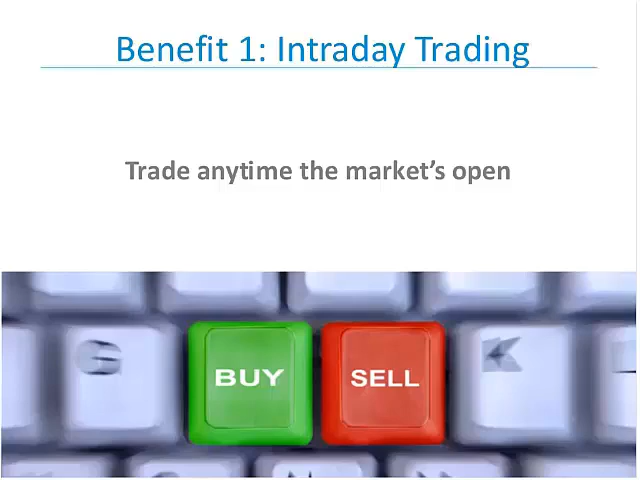 Benefit 1: Intraday Trading
Trade anytime the market’s open
G
BUY
SELL
K